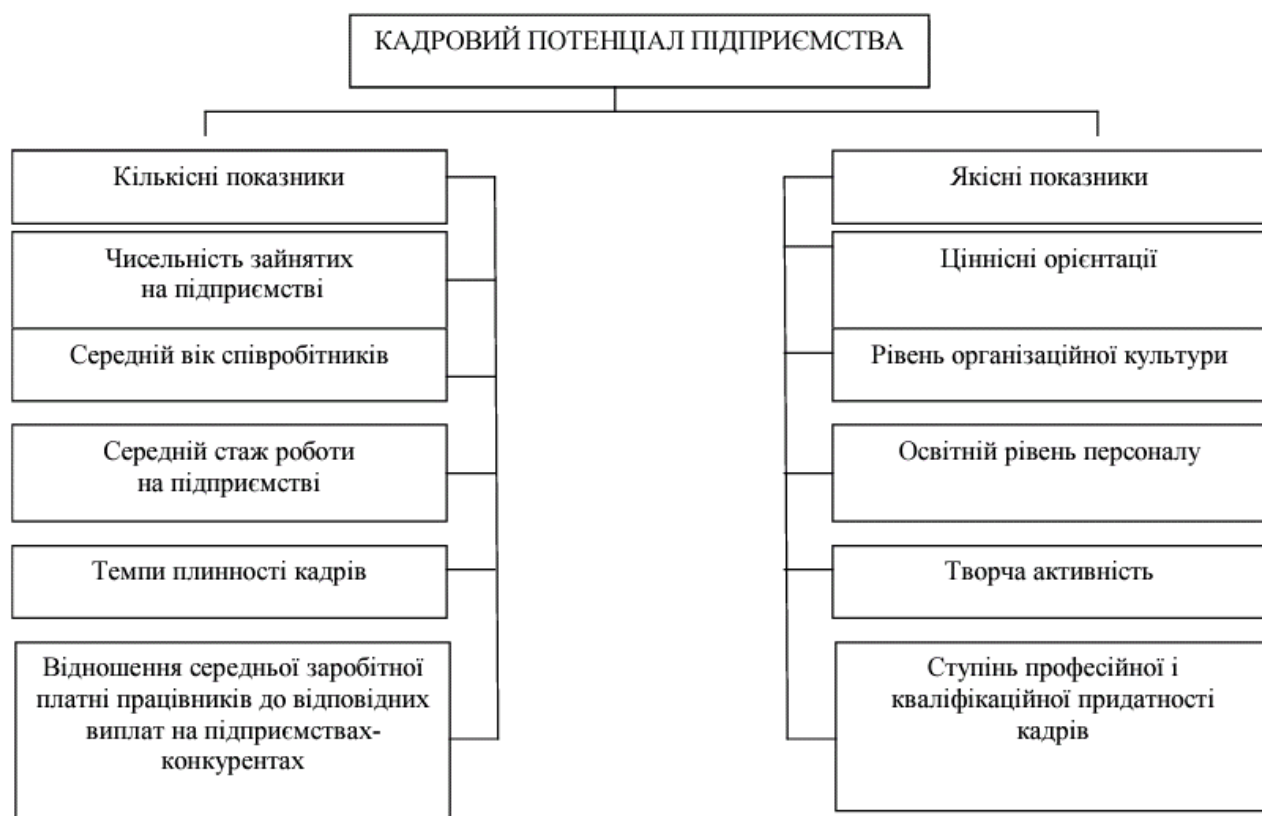 КАДРОВИЙ ПОТЕНЦІАЛ ПІДПРИЄМСТВА
Кількісні показники
Чисельність зайнятих
на підприємстві
Середній вік співробітників
Середній стаж роботи
на підприємстві
Темпи плинності кадрів
Відношення середньої заробітної
платні працівників до відповідних
виплат на підприємствах-
конкурентах
Якісні показники
Ціннісні орієнтації
Рівень організаційної культури
Освітній рівень персоналу
Творча активність
Ступінь професійної і
кваліфікаційної придатності
кадрів